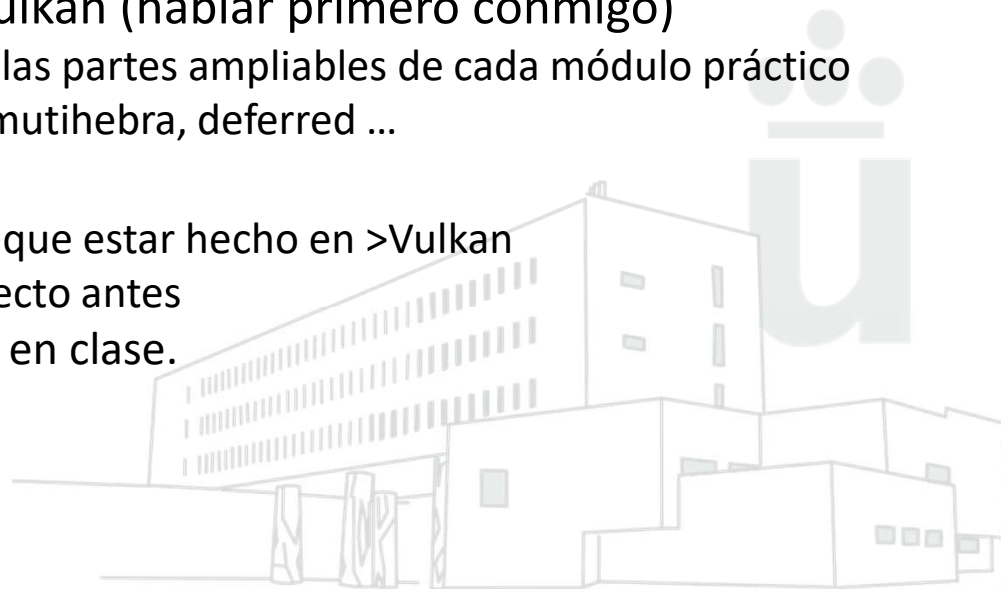 ulkan (hablar primero conmigo)
las partes ampliables de cada módulo práctico
mutihebra, deferred …
que estar hecho en >Vulkan
ecto antes
en clase.